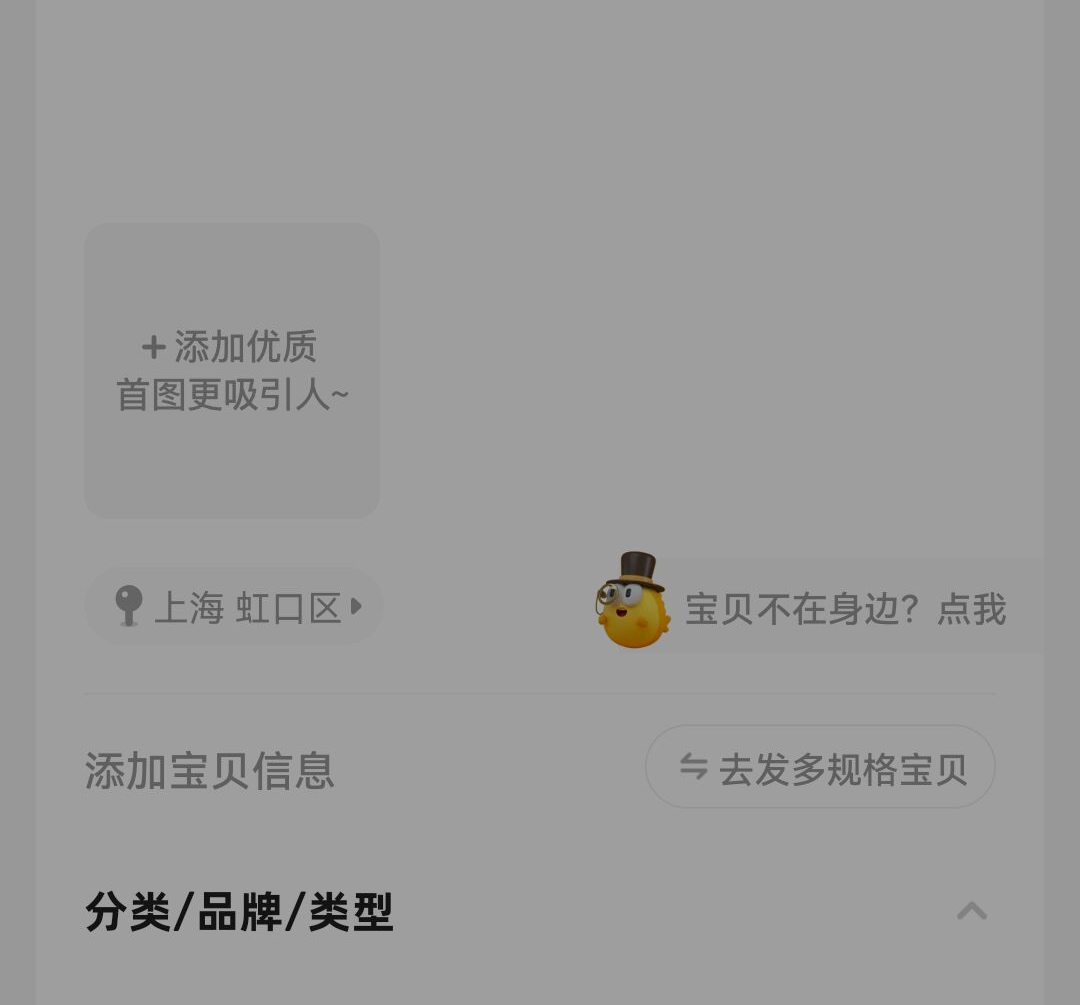 +添加优质
首图更吸引人~
上海 虹口区
宝贝不在身边？点我
添加宝贝信息
去发多规格宝贝
分类/品牌/类型